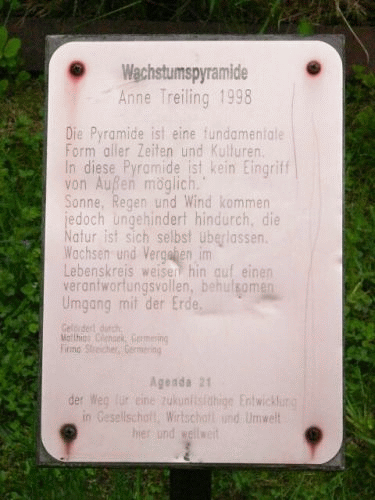 Wachstumspyramide
Anne Treiling 1998
Die Pyramide ist eine fundamentale
Form aller Zeiten und Kulturen.
In diese Pyramide ist kein Eingriff
von Außen möglich.
Sonne, Regen und Wind kommen
jedoch ungehindert hindurch, die
Natur ist sich selbst überlassen.
Wachsen und Vergehen im
Lebenskreis weisen hin auf einen
verantwortungsvollen, behutsamen
Umgang mit der Erde.
Gefördert durch:
Matthias Germering
Firma Streicher, Germering
Agenda 21
der Weg für eine zukunftsfähige Entwicklung
in Gesellschaft, Wirtschaft und Umwelt
hier und weltweit